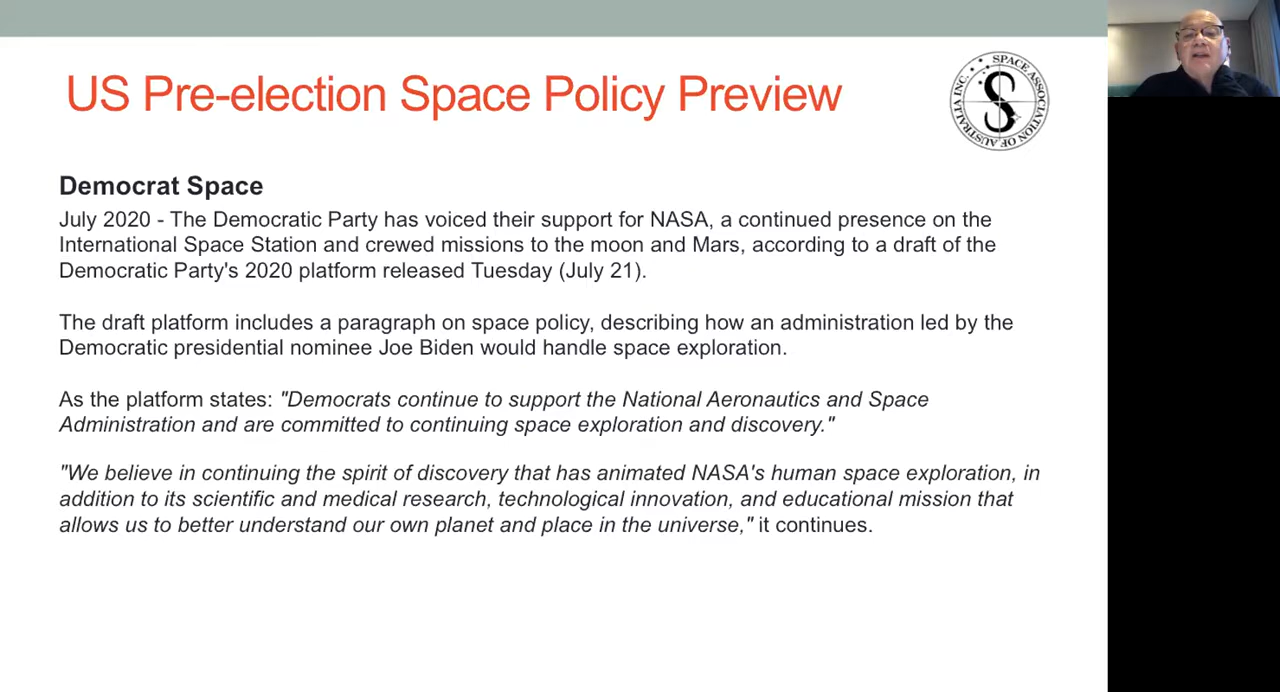 US Pre-election Space Policy Preview
SPACE ASSOCIATION OF AUSTRALIA INC.
S
Democrat Space
July 2020 - The Democratic Party has voiced their support for NASA, a continued presence on the
International Space Station and crewed missions to the moon and Mars, according to a draft of the
Democratic Party's 2020 platform released Tuesday (July 21).
The draft platform includes a paragraph on space policy, describing how an administration led by the
Democratic presidential nominee Joe Biden would handle space exploration.
As the platform states: "Democrats continue to support the National Aeronautics and Space
Administration and are committed to continuing space exploration and discovery."
"We believe in continuing the spirit of discovery that has animated NASA's human space exploration, in
addition to its scientific and medical research, technological innovation, and educational mission that
allows us to better understand our own planet and place in the universe," it continues.